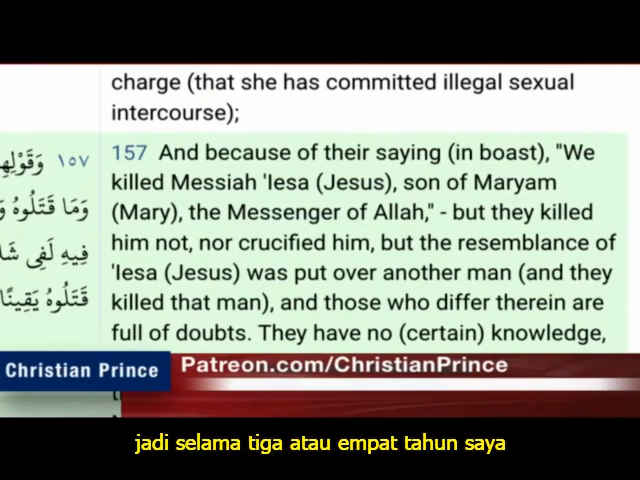 charge (that she has committed illegal sexual
intercourse);
١٥٧
157 And because of their saying (in boast), "We
killed Messiah 'Iesa (Jesus), son of Maryam
وَمَا قَتَلُوهُ
(Mary), the Messenger of Allah," - but they killed
him not, nor crucified him, but the resemblance of
فِيهِ لَفِى
'Iesa (Jesus) was put over another man (and they
قَتَلُوهُ يَقِينًا
killed that man), and those who differ therein are
full of doubts. They have no (certain) knowledge,
Christian Prince
Patreon.com/ChristianPrince
jadi selama tiga atau empat tahun saya